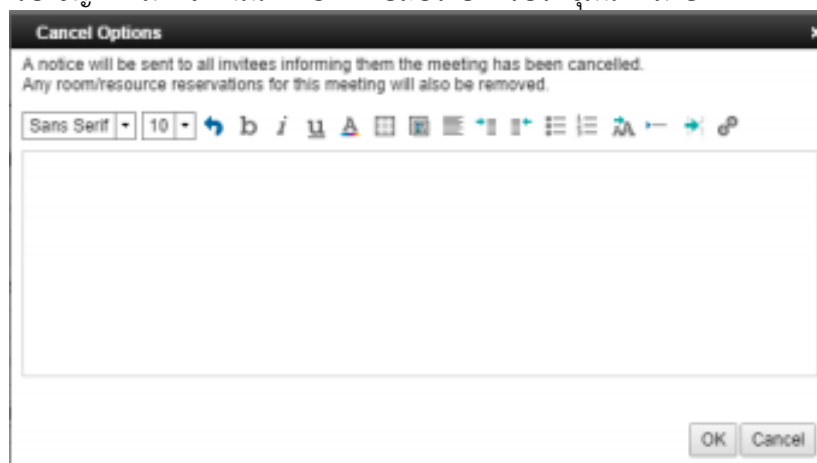 Cancel Options
A notice will be sent to all invitees informing them the meeting has been cancelled.
Any room/resource reservations for this meeting will also be removed.
Sans Serif 10 b i u A
OK Cancel